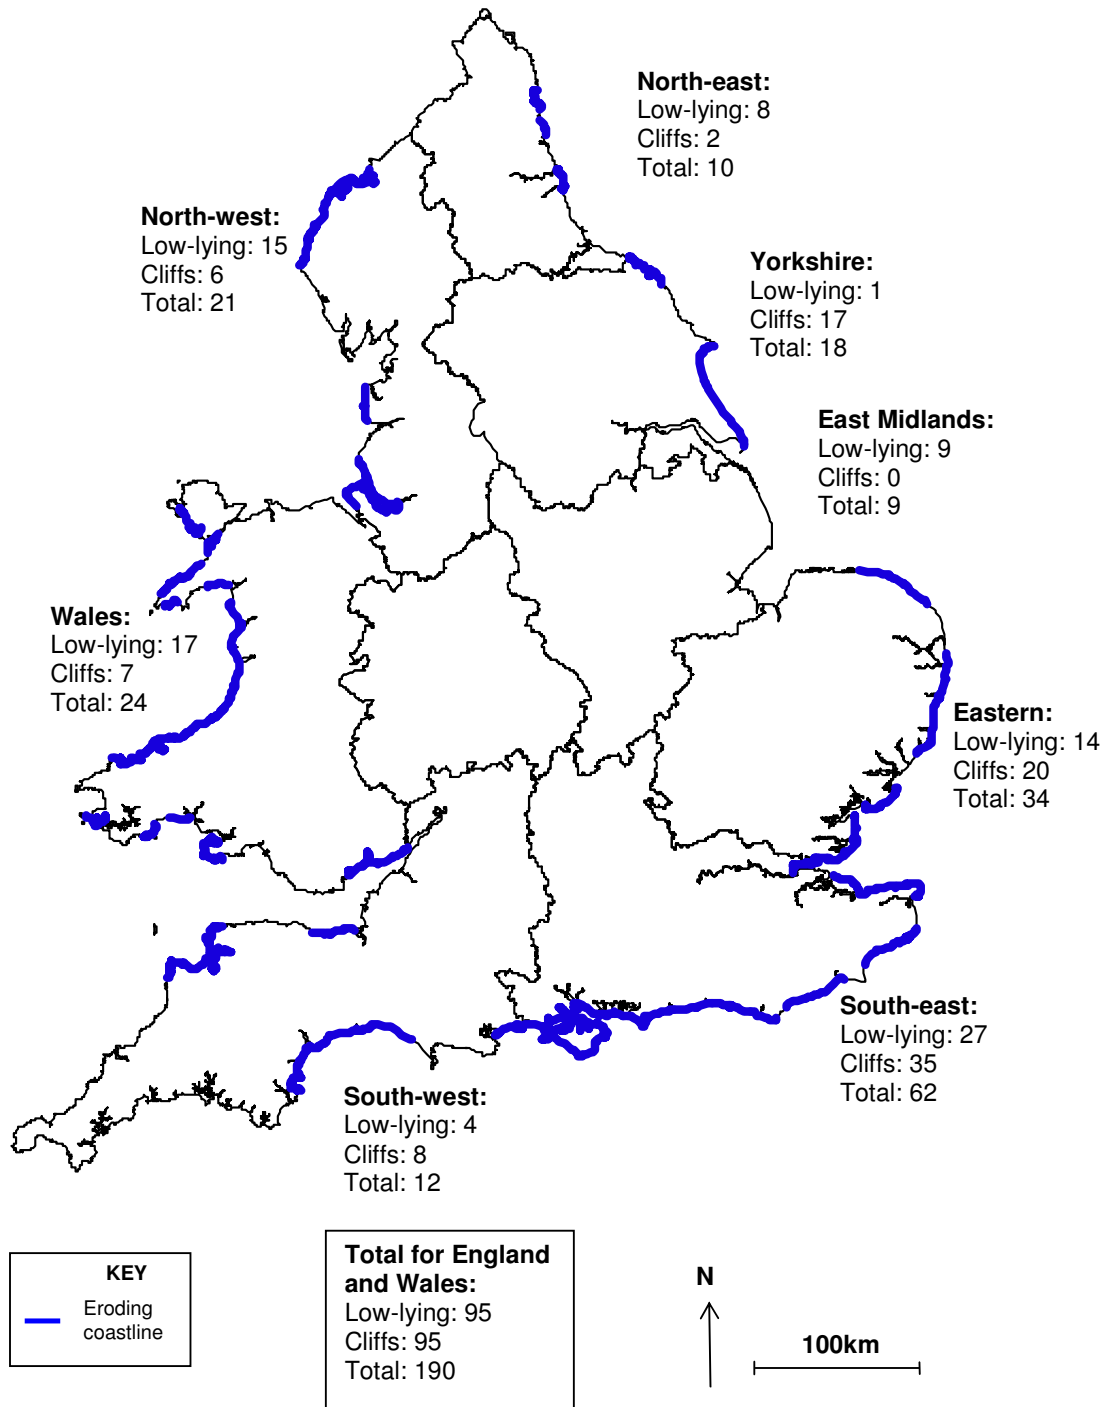 North-east:
Low-lying: 8
Cliffs: 2
Total: 10
North-west:
Low-lying: 15
Cliffs: 6
Total: 21
Yorkshire:
Low-lying: 1
Cliffs: 17
Total: 18
East Midlands:
Low-lying: 9
Cliffs: 0
Total: 9
Wales:
Low-lying: 17
Cliffs: 7
Total: 24
Eastern:
Low-lying: 14
Cliffs: 20
Total: 34
South-east:
Low-lying: 27
Cliffs: 35
Total: 62
South-west:
Low-lying: 4
Cliffs: 8
Total: 12
KEY
Eroding
coastline
Total for England
and Wales:
Low-lying: 95
Cliffs: 95
Total: 190
N
100km